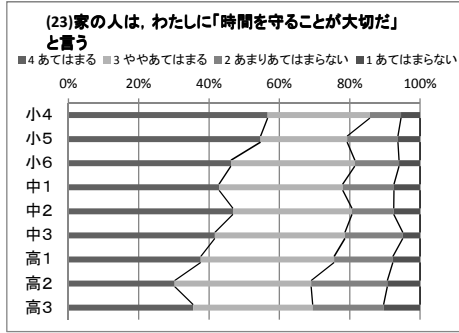 (23)家の人は，わたしに「時間を守ることが大切だ」
と言う
■4 あてはまる ■3 ややあてはまる ■2 あまりあてはまらない ■1 あてはまらない
0% 20% 40% 60% 80% 100%
小4
小5
小6
中1
中2
中3
高1
高2
高3